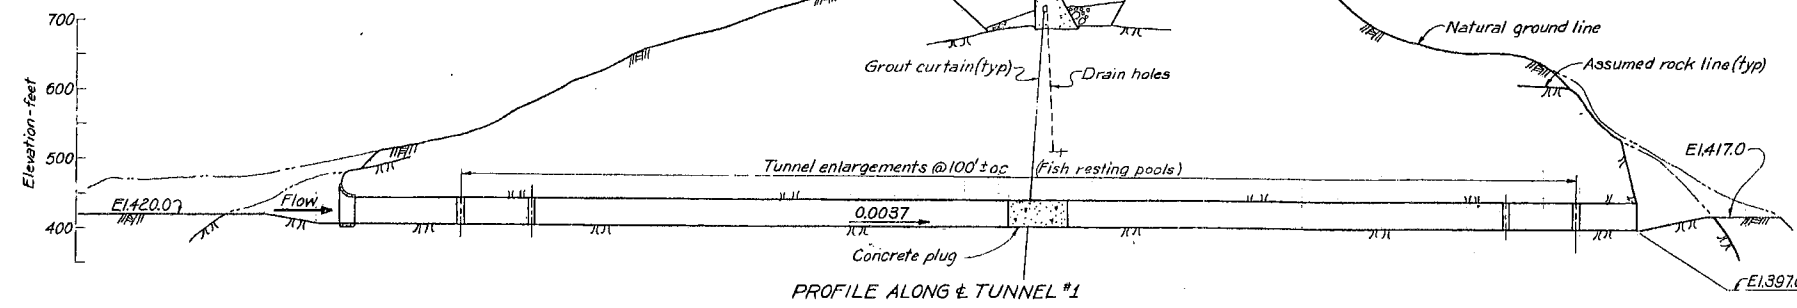 700
600
500
400
Elevation-feet
Natural ground line
Assumed rock line (typ)
Grout curtain (typ)
Drain holes
El.417.0
Tunnel enlargements @ 100' ± o.c. (Fish resting pools)
El.420.0
Flow
0.0037
Concrete plug
El.397.
PROFILE ALONG ℄ TUNNEL #1